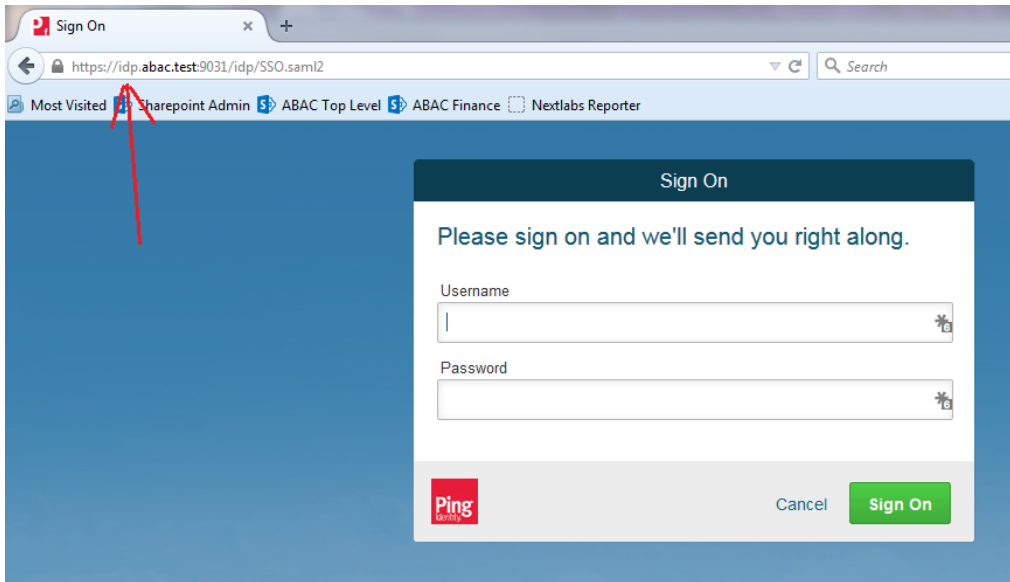 Sign On
https://idp.abac.test:9031/idp/SSO.saml2
Search
Most Visited Sharepoint Admin ABAC Top Level ABAC Finance Nextlabs Reporter
Sign On
Please sign on and we'll send you right along.
Username
Password
Ping
Identity
Cancel
Sign On